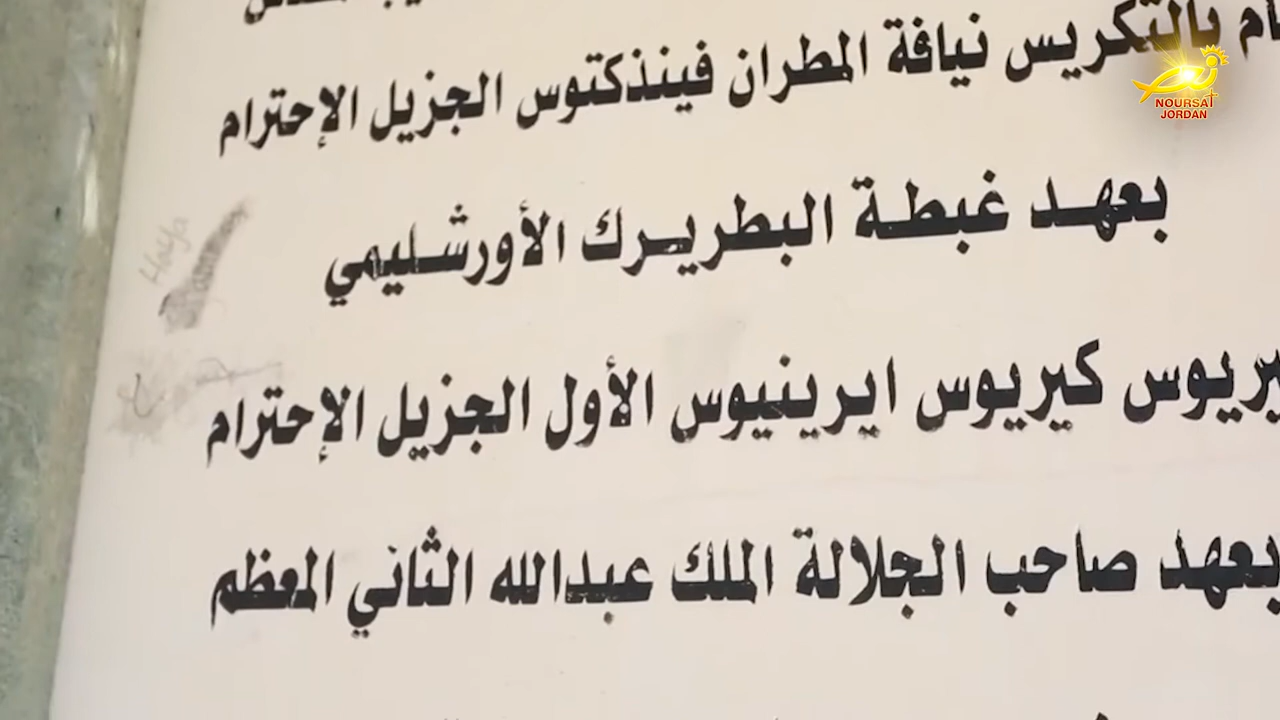 بالتكريس نيافة المطران فينذكتوس الجزيل الإحترام
بعهد غبطة البطريرك الأورشليمي
كيريوس ايرينيوس الأول الجزيل الإحترام
بعهد صاحب الجلالة الملك عبدالله الثاني المعظم
Haya
NOURSAT
JORDAN